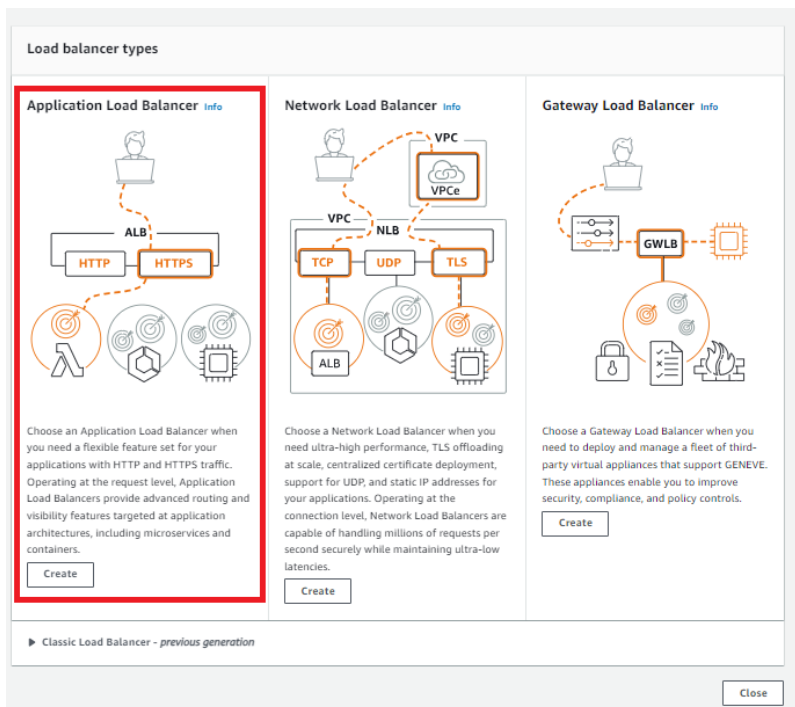 Load balancer types
Application Load Balancer Info
ALB
HTTP
HTTPS
Choose an Application Load Balancer when
you need a flexible feature set for your
applications with HTTP and HTTPS traffic.
Operating at the request level, Application
Load Balancers provide advanced routing and
visibility features targeted at application
architectures, including microservices and
containers.
Create
Network Load Balancer Info
VPC
VPCe
VPC
NLB
TCP
UDP
TLS
ALB
Choose a Network Load Balancer when you
need ultra-high performance, TLS offloading
at scale, centralized certificate deployment,
support for UDP, and static IP addresses for
your applications. Operating at the
connection level, Network Load Balancers are
capable of handling millions of requests per
second securely while maintaining ultra-low
latencies.
Create
Gateway Load Balancer Info
GWLB
Choose a Gateway Load Balancer when you
need to deploy and manage a fleet of third-
party virtual appliances that support GENEVE.
These appliances enable you to improve
security, compliance, and policy controls.
Create
Classic Load Balancer - previous generation
Close